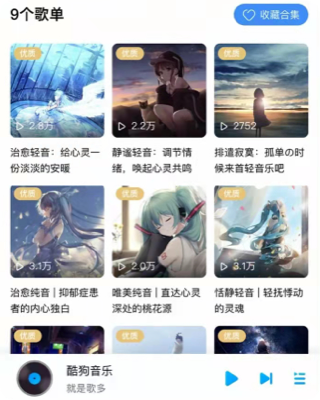 9个歌单
收藏合集
优质
优质
优质
2.8万
2.2万
2752
治愈轻音：给心灵一
份淡淡的安暖
静谧轻音：调节情
绪，唤起心灵共鸣
排遣寂寞：孤单の时
候来首轻音乐吧
优质
优质
优质
3.1万
2.0万
3.1万
治愈纯音 | 抑郁症患
者的内心独白
唯美纯音 | 直达心灵
深处的桃花源
恬静轻音 | 轻抚悸动
的灵魂
优质
优质
优质
酷狗音乐
就是歌多